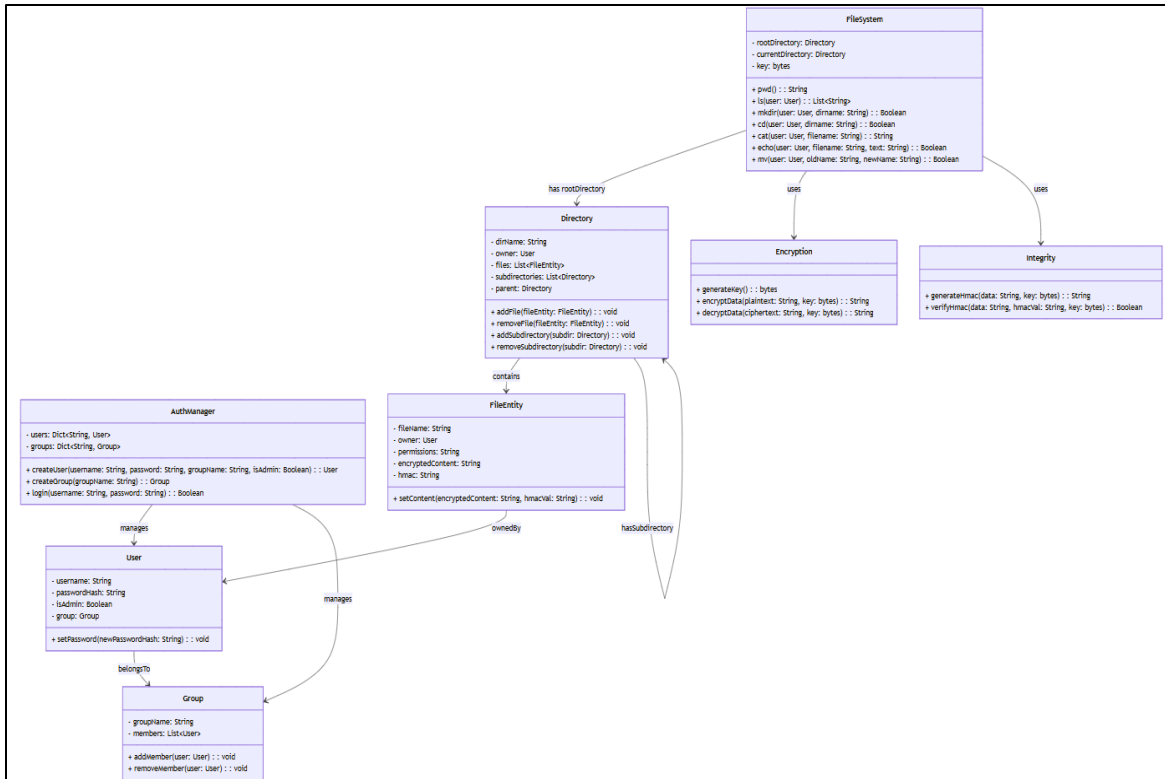 FileSystem
- rootDirectory: Directory
- currentDirectory: Directory
- key: bytes
+ pwd() : : String
+ ls(user: User) : : List<String>
+ mkdir(user: User, dirname: String) : : Boolean
+ cd(user: User, dirname: String) : : Boolean
+ cat(user: User, filename: String) : : String
+ echo(user: User, filename: String, text: String) : : Boolean
+ mv(user: User, oldName: String, newName: String) : : Boolean
has rootDirectory
uses
uses
Directory
- dirName: String
- owner: User
- files: List<FileEntity>
- subdirectories: List<Directory>
- parent: Directory
+ addFile(fileEntity: FileEntity) : : void
+ removeFile(fileEntity: FileEntity) : : void
+ addSubdirectory(subdir: Directory) : : void
+ removeSubdirectory(subdir: Directory) : : void
Encryption
+ generateKey() : : bytes
+ encryptData(plaintext: String, key: bytes) : : String
+ decryptData(ciphertext: String, key: bytes) : : String
Integrity
+ generateHmac(data: String, key: bytes) : : String
+ verifyHmac(data: String, hmacVal: String, key: bytes) : : Boolean
contains
AuthManager
- users: Dict<String, User>
- groups: Dict<String, Group>
+ createUser(username: String, password: String, groupName: String, isAdmin: Boolean) : : User
+ createGroup(groupName: String) : : Group
+ login(username: String, password: String) : : Boolean
FileEntity
- fileName: String
- owner: User
- permissions: String
- encryptedContent: String
- hmac: String
+ setContent(encryptedContent: String, hmacVal: String) : : void
manages
ownedBy
hasSubdirectory
User
- username: String
- passwordHash: String
- isAdmin: Boolean
- group: Group
+ setPassword(newPasswordHash: String) : : void
manages
belongsTo
Group
- groupName: String
- members: List<User>
+ addMember(user: User) : : void
+ removeMember(user: User) : : void